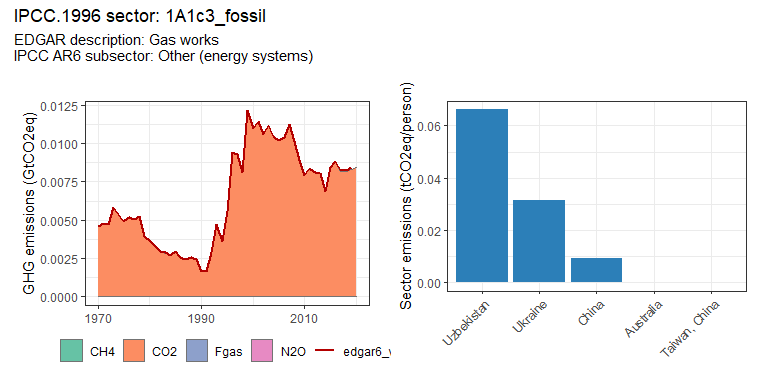 IPCC.1996 sector: 1A1c3_fossil
EDGAR description: Gas works
IPCC AR6 subsector: Other (energy systems)
GHG emissions (GtCO2eq)
0.0125
0.0100
0.0075
0.0050
0.0025
0.0000
1970
1990
2010
CH4 CO2 Fgas N2O edgar6_
Sector emissions (tCO2eq/person)
0.06
0.04
0.02
0.00
Uzbekistan
Ukraine
China
Australia
Taiwan, China